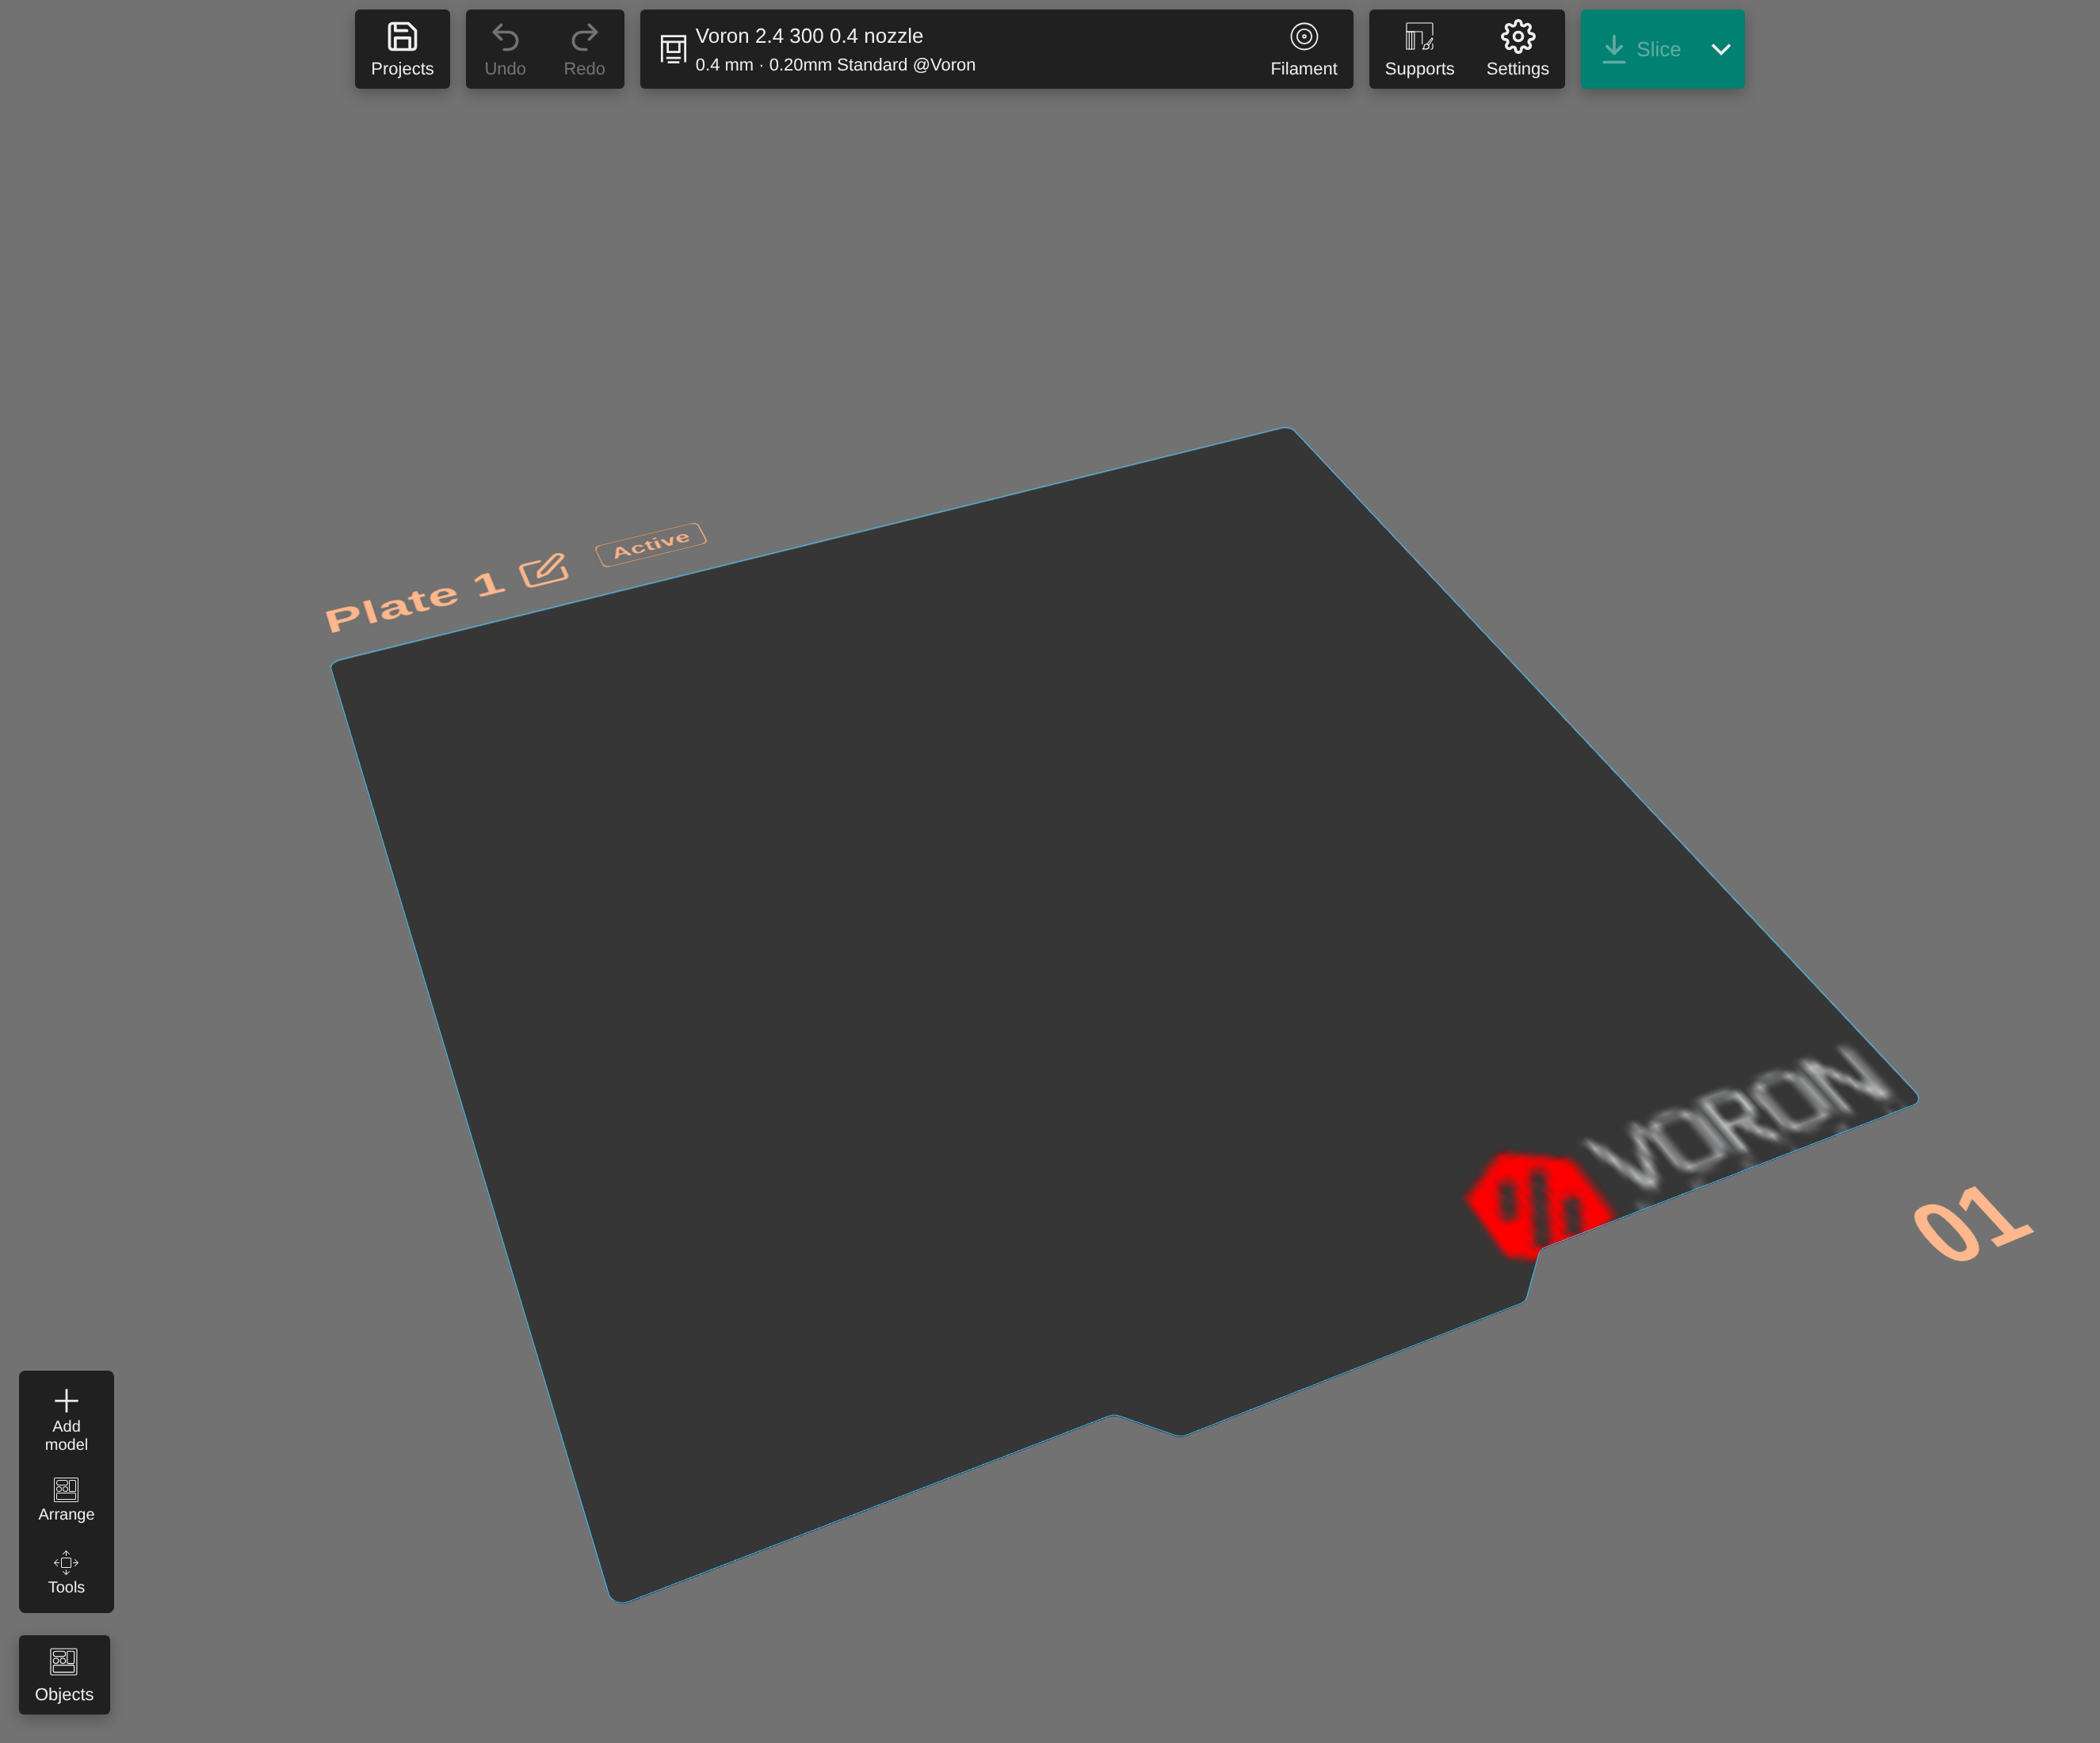 Projects
Undo
Redo
Voron 2.4 300 0.4 nozzle
0.4 mm · 0.20mm Standard @Voron
Filament
Supports
Settings
Slice
Plate 1
Active
VORON
01
Add
model
Arrange
Tools
Objects